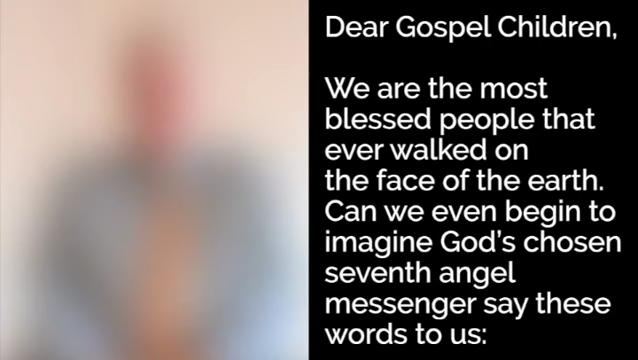 Dear Gospel Children,
We are the most
blessed people that
ever walked on
the face of the earth.
Can we even begin to
imagine God's chosen
seventh angel
messenger say these
words to us: